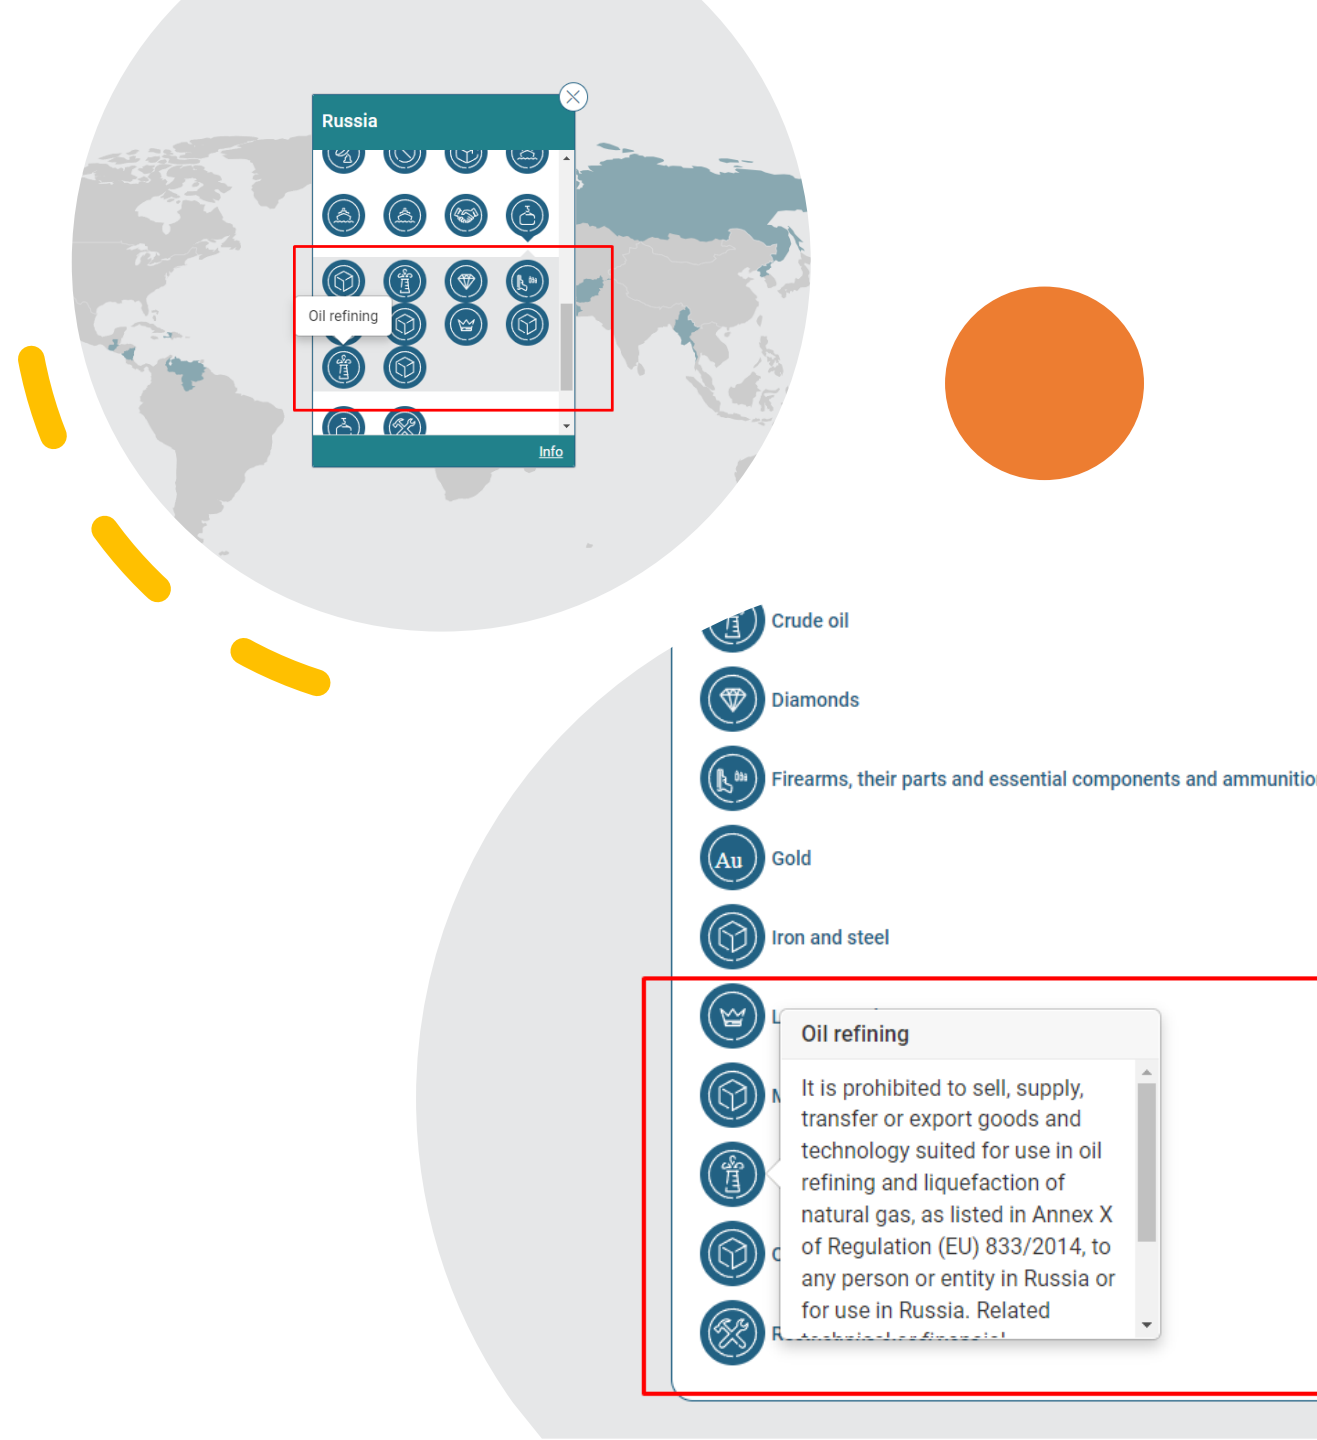 Russia
Oil refining
Info
Crude oil
Diamonds
Firearms, their parts and essential components and
Au
Gold
Iron and steel
Oil refining
It is prohibited to sell, supply,
transfer or export goods and
technology suited for use in oil
refining and liquefaction of
natural gas, as listed in Annex X
of Regulation (EU) 833/2014, to
any person or entity in Russia or
for use in Russia. Related